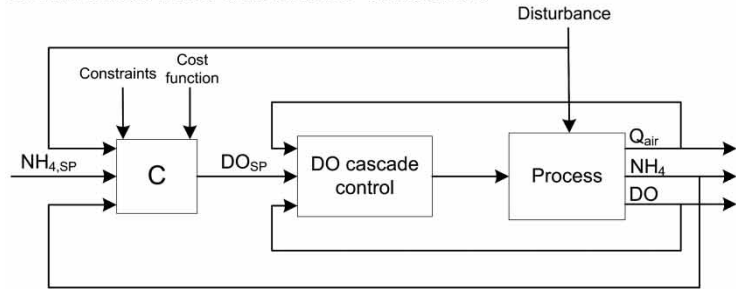 Disturbance
Cost
Constraints function
NH4,SP
C
DOSP
DO cascade
control
Process
Qair
NH4
DO